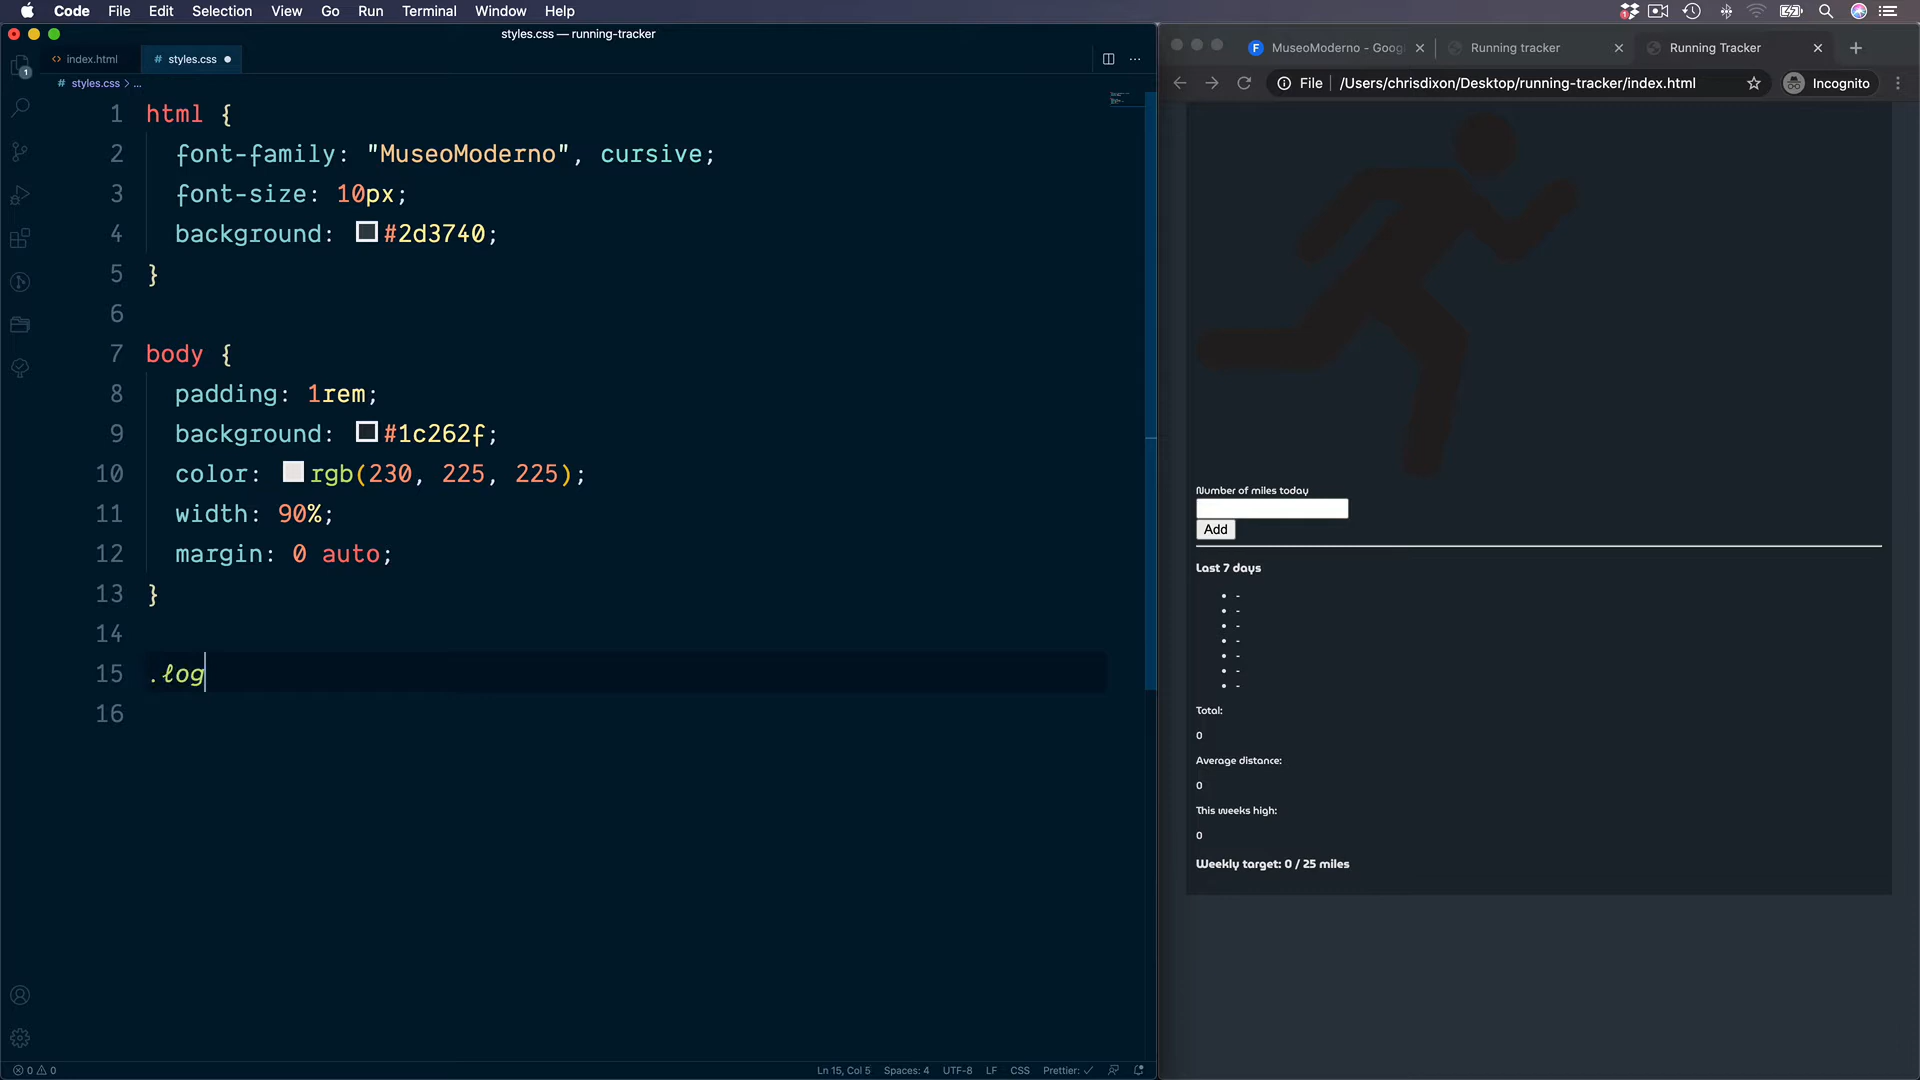 Code File Edit Selection View Go Run Terminal Window Help
styles.css — running-tracker
index.html
# styles.css
# styles.css > ...
1 html {
2 font-family: "MuseoModerno", cursive;
3 font-size: 10px;
4 background: #2d3740;
5 }
6
7 body {
8 padding: 1rem;
9 background: #1c262f;
10 color: rgb(230, 225, 225);
11 width: 90%;
12 margin: 0 auto;
13 }
14
15 .log
16
1
0 0
Ln 15, Col 5 Spaces: 4 UTF-8 LF CSS Prettier: ✓
MuseoModerno - Goog
Running tracker
Running Tracker
File /Users/chrisdixon/Desktop/running-tracker/index.html
Incognito
Number of miles today
Add
Last 7 days
• -
• -
• -
• -
• -
• -
• -
Total:
0
Average distance:
0
This weeks high:
0
Weekly target: 0 / 25 miles